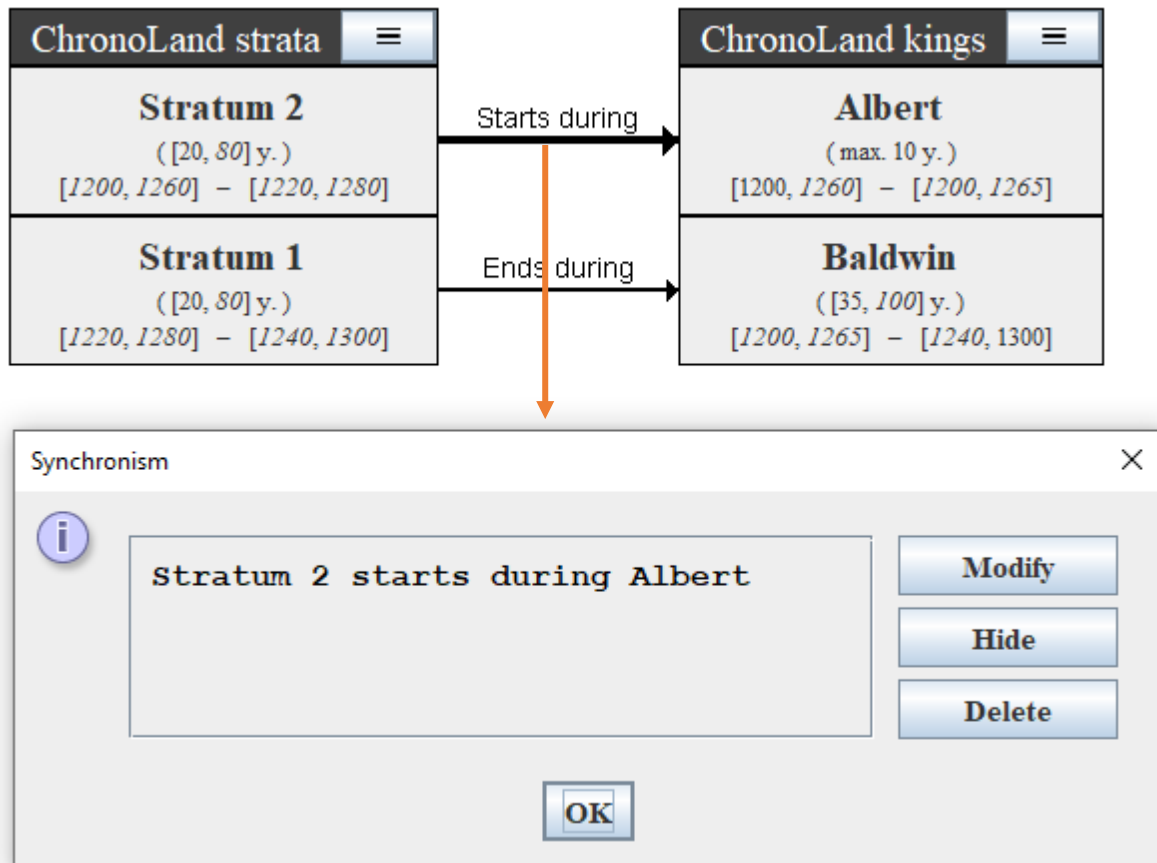 ChronoLand strata ≡
Stratum 2
( [20, 80] y. )
[1200, 1260] – [1220, 1280]
Stratum 1
( [20, 80] y. )
[1220, 1280] – [1240, 1300]
Starts during
Ends during
ChronoLand kings ≡
Albert
( max. 10 y. )
[1200, 1260] – [1200, 1265]
Baldwin
( [35, 100] y. )
[1200, 1265] – [1240, 1300]
Synchronism
i
Stratum 2 starts during Albert
Modify
Hide
Delete
OK